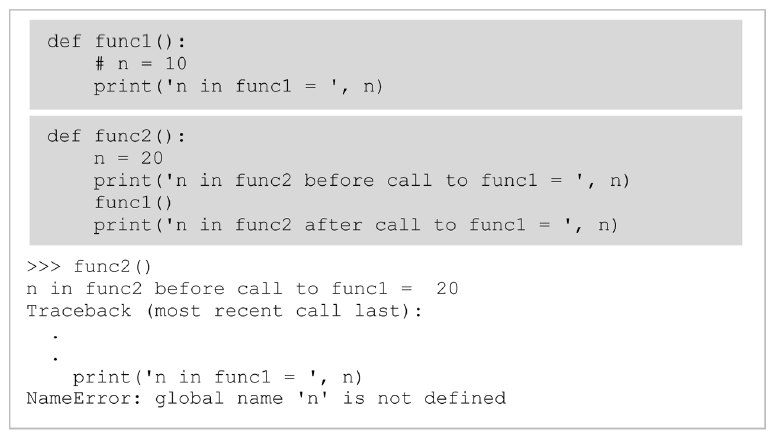 def func1():
    # n = 10
    print('n in func1 = ', n)
def func2():
    n = 20
    print('n in func2 before call to func1 = ', n)
    func1()
    print('n in func2 after call to func1 = ', n)
>>> func2()
n in func2 before call to func1 =  20
Traceback (most recent call last):
  .
  .
    print('n in func1 = ', n)
NameError: global name 'n' is not defined